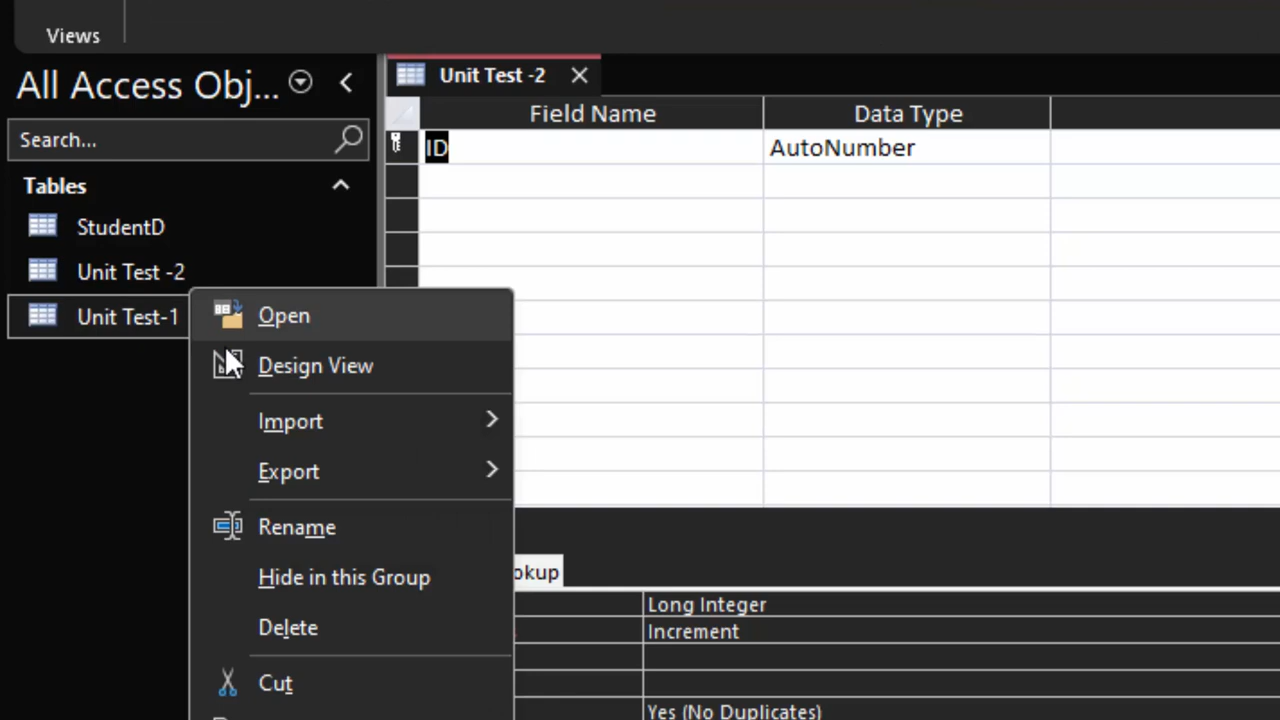 Views
All Access Obj...
Search...
Tables
StudentD
Unit Test -2
Unit Test-1
Open
Design View
Import
Export
Rename
Hide in this Group
Delete
Cut
Unit Test -2
Field Name Data Type
ID AutoNumber
okup
Long Integer
Increment
Yes (No Duplicates)